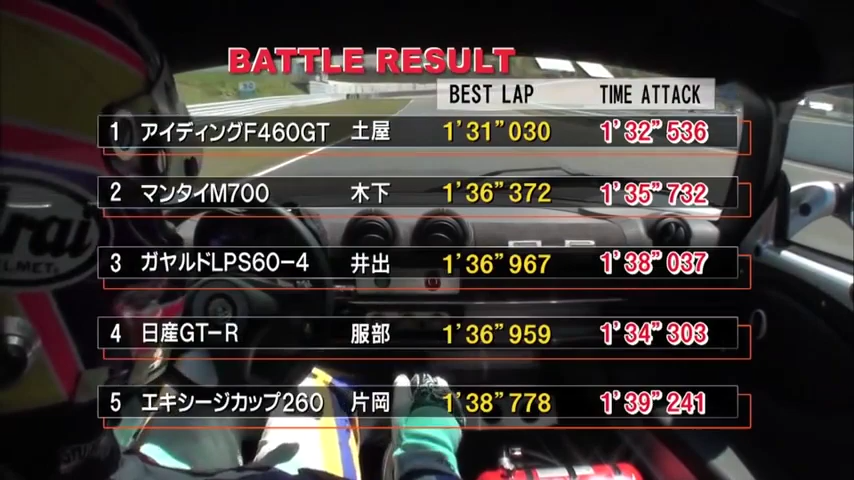 BATTLE RESULT
BEST LAP TIME ATTACK
1 アイディングF460GT 土屋 1'31"030 1'32"536
2 マンタイM700 木下 1'36"372 1'35"732
3 ガヤルドLPS60-4 井出 1'36"967 1'38"037
4 日産GT-R 服部 1'36"959 1'34"303
5 エキシージカップ260 片岡 1'38"778 1'39"241
rai
HELMET